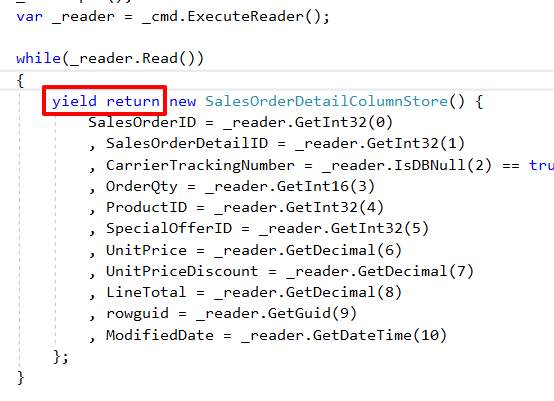 var _reader = _cmd.ExecuteReader();
while(_reader.Read())
{
yield return new SalesOrderDetailColumnStore() {
SalesOrderID = _reader.GetInt32(0)
, SalesOrderDetailID = _reader.GetInt32(1)
, CarrierTrackingNumber = _reader.IsDBNull(2) == tru
, OrderQty = _reader.GetInt16(3)
, ProductID = _reader.GetInt32(4)
, SpecialOfferID = _reader.GetInt32(5)
, UnitPrice = _reader.GetDecimal(6)
, UnitPriceDiscount = _reader.GetDecimal(7)
, LineTotal = _reader.GetDecimal(8)
, rowguid = _reader.GetGuid(9)
, ModifiedDate = _reader.GetDateTime(10)
};
}